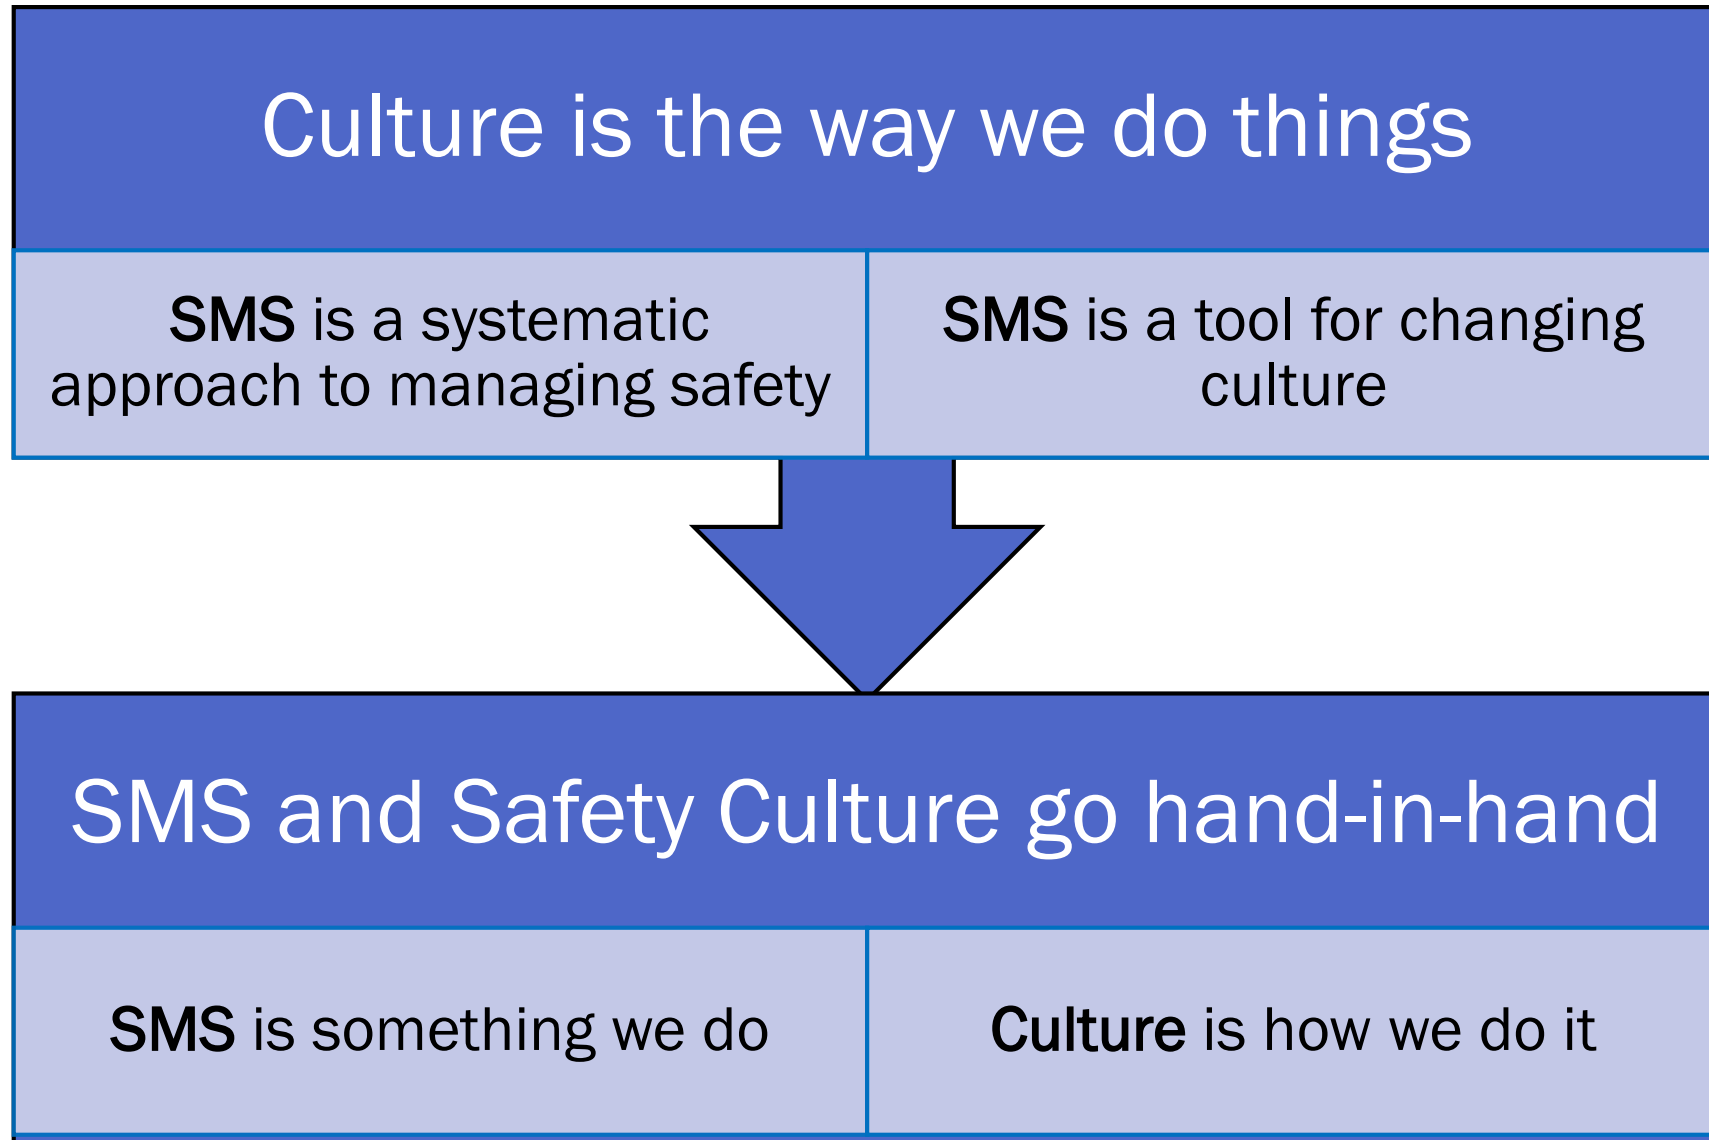 Culture is the way we do things
SMS is a systematic
approach to managing safety
SMS is a tool for changing
culture
SMS and Safety Culture go hand-in-hand
SMS is something we do
Culture is how we do it